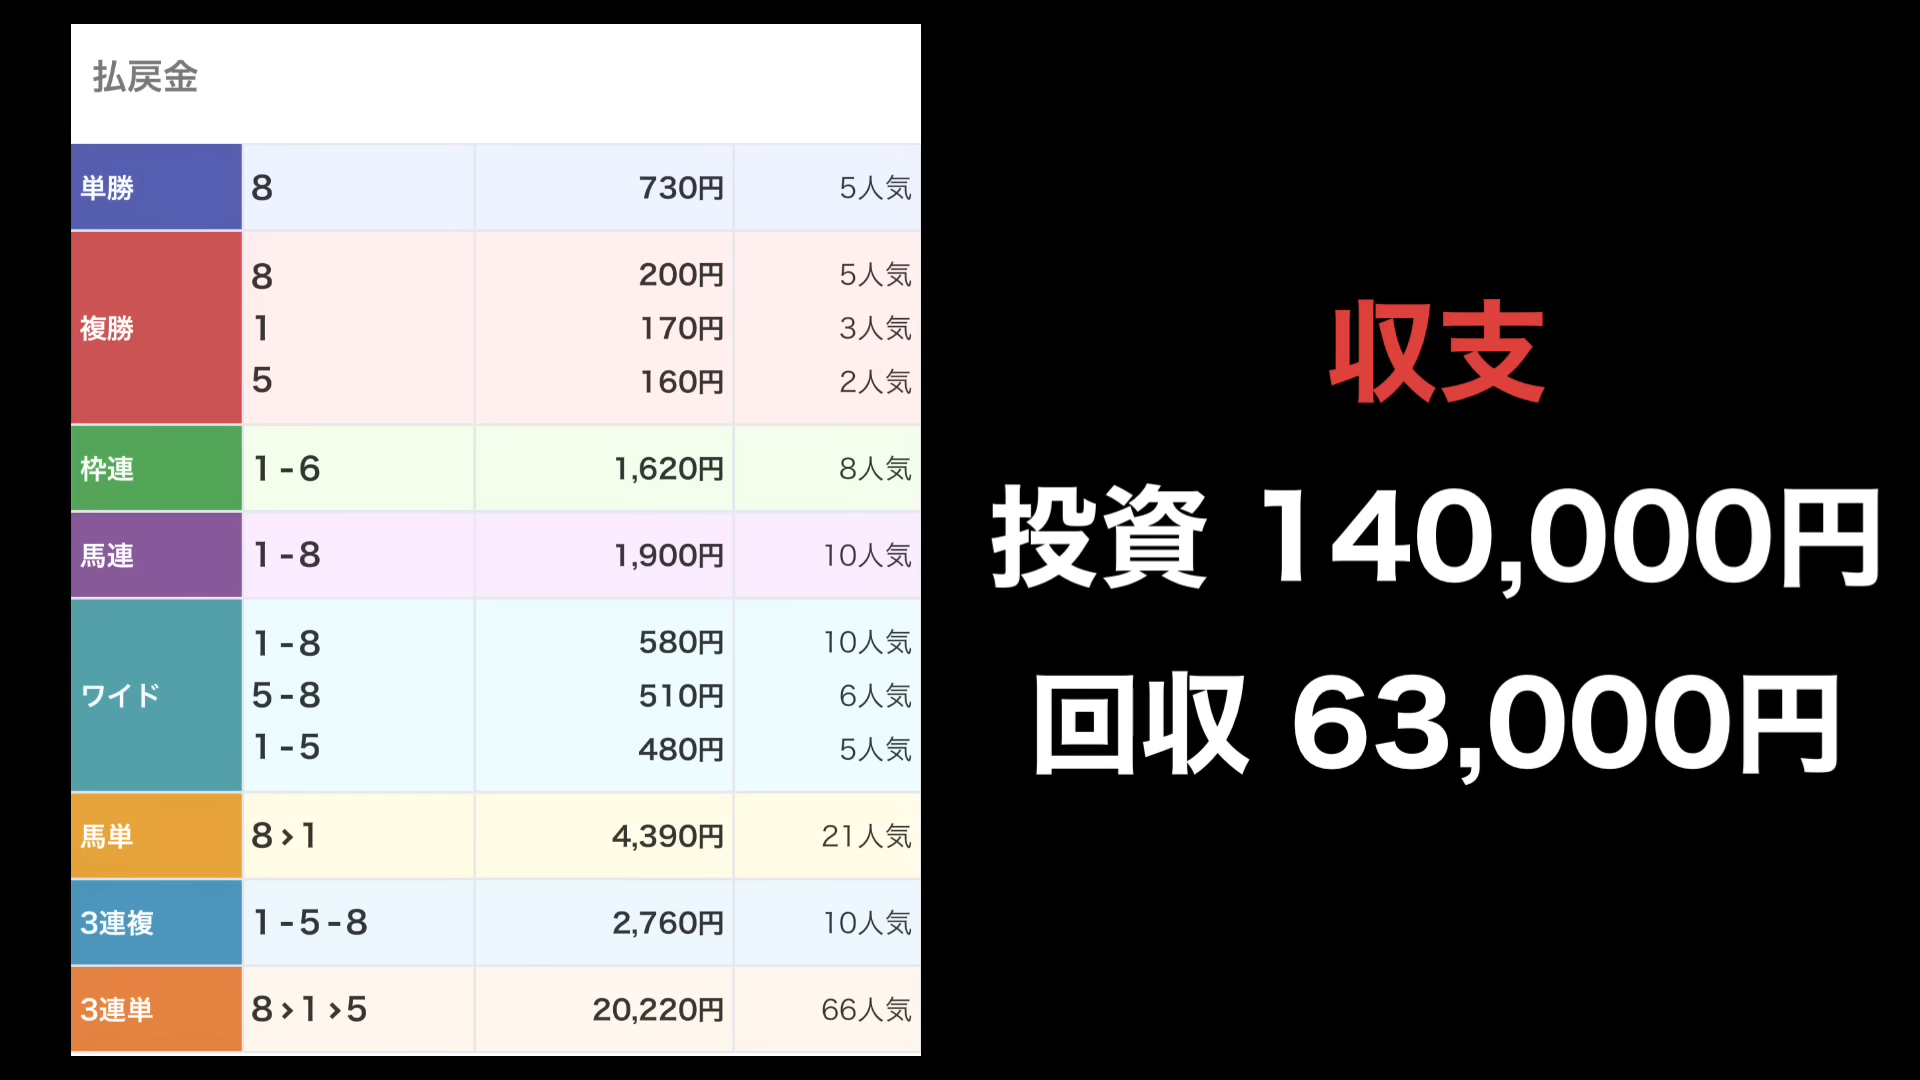 払戻金
単勝 8 730円 5人気
複勝 8 200円 5人気
1 170円 3人気
5 160円 2人気
枠連 1-6 1,620円 8人気
馬連 1-8 1,900円 10人気
ワイド 1-8 580円 10人気
5-8 510円 6人気
1-5 480円 5人気
馬単 8›1 4,390円 21人気
3連複 1-5-8 2,760円 10人気
3連単 8›1›5 20,220円 66人気
収支
投資 140,000円
回収 63,000円